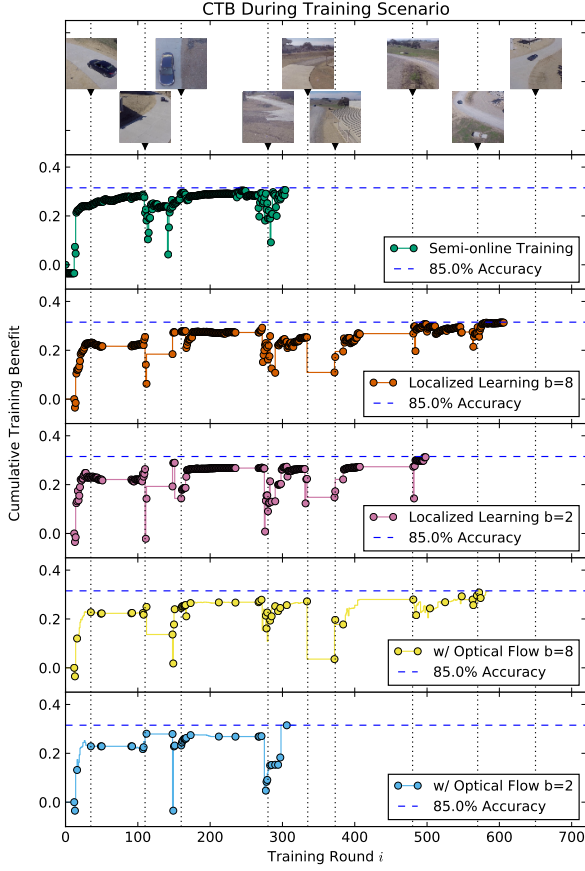 CTB During Training Scenario
0.4
0.2
0.0
Semi-online Training
85.0% Accuracy
0.4
0.2
0.0
Localized Learning b=8
85.0% Accuracy
Cumulative Training Benefit
0.4
0.2
0.0
Localized Learning b=2
85.0% Accuracy
0.4
0.2
0.0
w/ Optical Flow b=8
85.0% Accuracy
0.4
0.2
0.0
w/ Optical Flow b=2
85.0% Accuracy
0 100 200 300 400 500 600 700
Training Round i